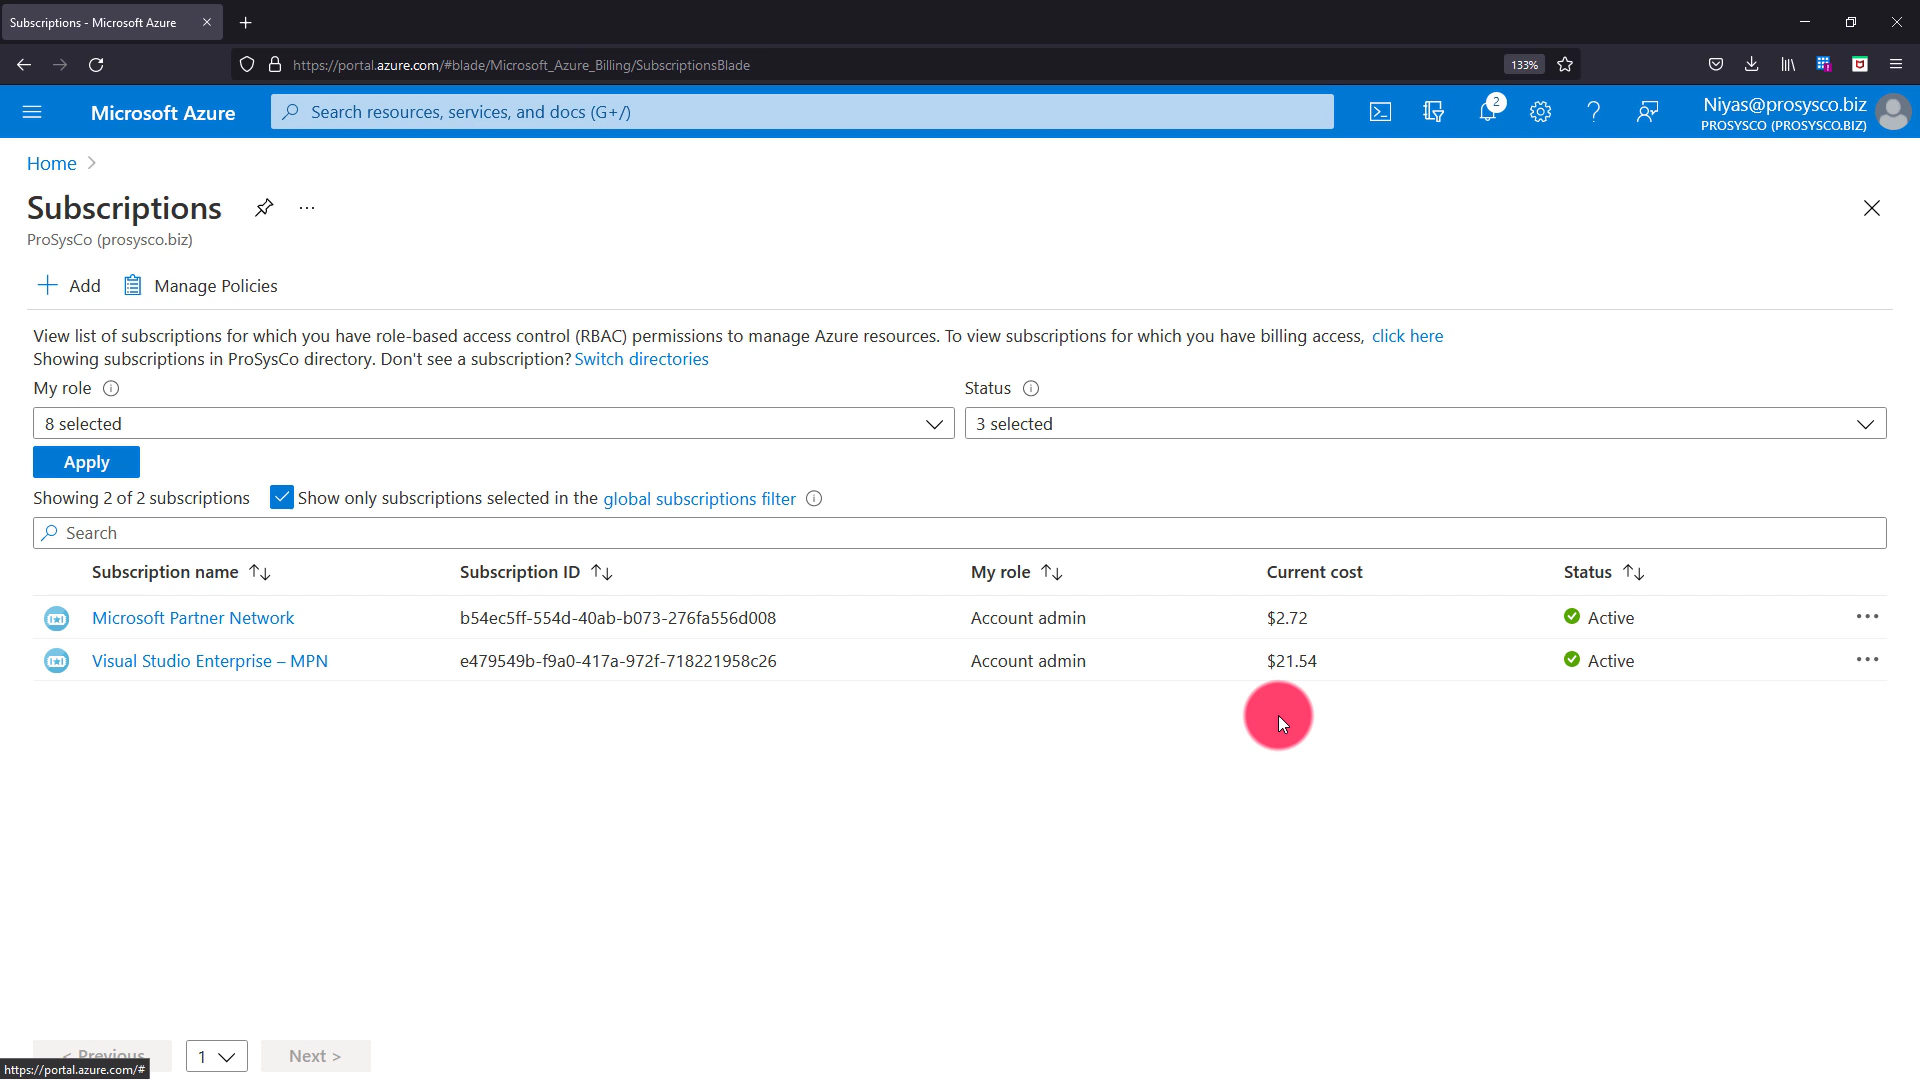 Subscriptions - Microsoft Azure
https://portal.azure.com/#blade/Microsoft_Azure_Billing/SubscriptionsBlade
133%
Microsoft Azure
Search resources, services, and docs (G+/)
2
Niyas@prosysco.biz
PROSYSCO (PROSYSCO.BIZ)
Home
Subscriptions
ProSysCo (prosysco.biz)
Add
Manage Policies
View list of subscriptions for which you have role-based access control (RBAC) permissions to manage Azure resources. To view subscriptions for which you have billing access, click here
Showing subscriptions in ProSysCo directory. Don't see a subscription? Switch directories
My role
Status
8 selected
3 selected
Apply
Showing 2 of 2 subscriptions
Show only subscriptions selected in the global subscriptions filter
Search
Subscription name Subscription ID My role Current cost Status
Microsoft Partner Network b54ec5ff-554d-40ab-b073-276fa556d008 Account admin $2.72 Active
Visual Studio Enterprise – MPN e479549b-f9a0-417a-972f-718221958c26 Account admin $21.54 Active
< Previous 1 Next >
https://portal.azure.com/#